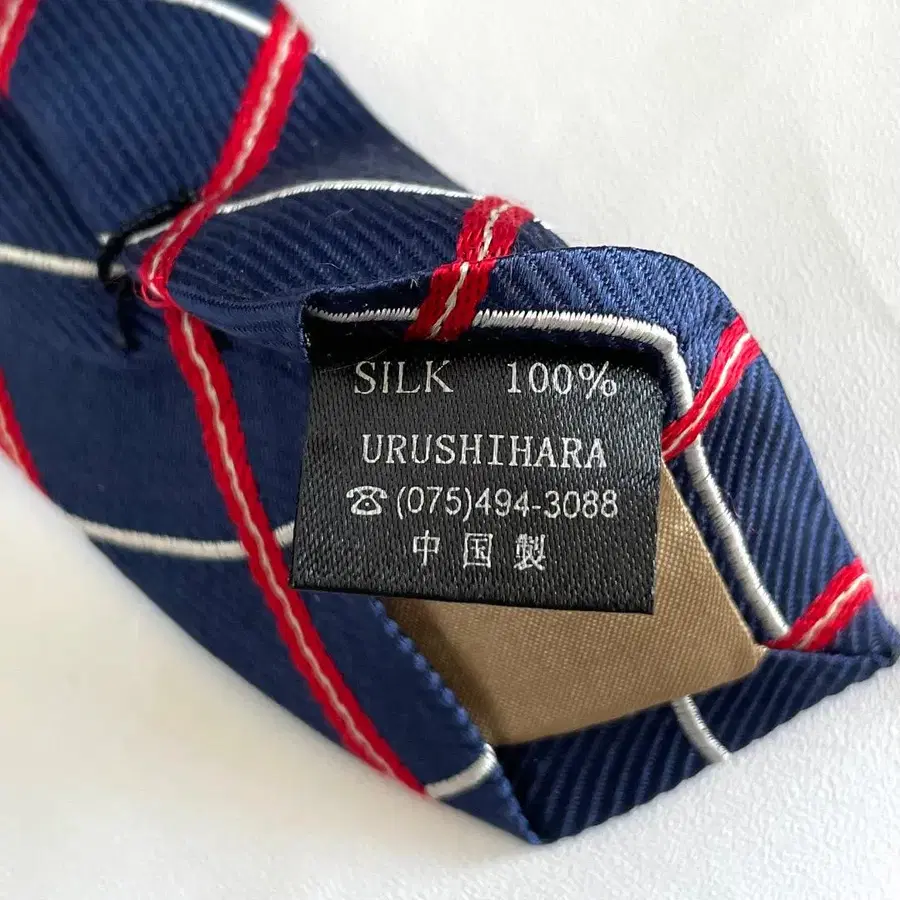 SILK 100%
URUSHIHARA
☎(075)494-3088
中国製